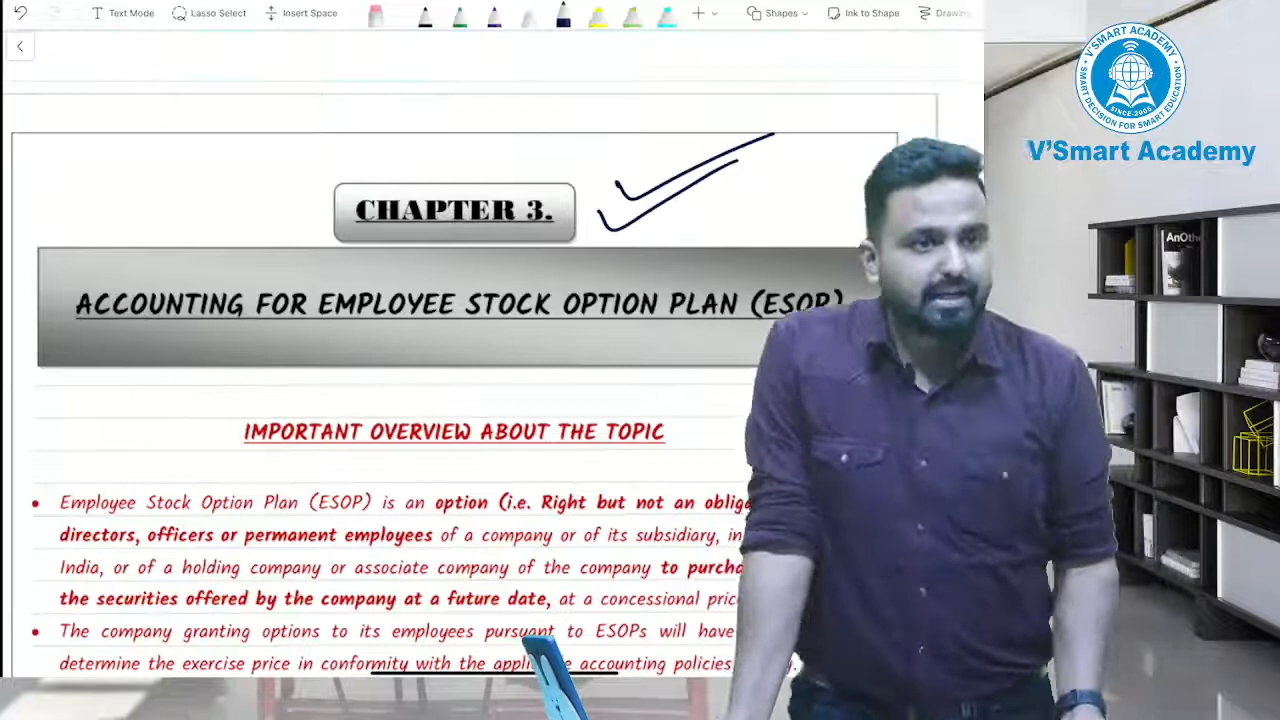 Text Mode Lasso Select Insert Space Shapes Ink to Shape Drawing
CHAPTER 3.
ACCOUNTING FOR EMPLOYEE STOCK OPTION PLAN (ESOP)
IMPORTANT OVERVIEW ABOUT THE TOPIC
• Employee Stock Option Plan (ESOP) is an option (i.e. Right but not an
directors, officers or permanent employees of a company or of its subsidiary, in
India, or of a holding company or associate company of the company to
the securities offered by the company at a future date, at a concessional
• The company granting options to its employees pursuant to ESOPs will have
determine the exercise price in conformity with the accounting policies
V'SMART ACADEMY
SMART DECISION FOR SMART EDUCATION
SINCE-2005
V'Smart Academy